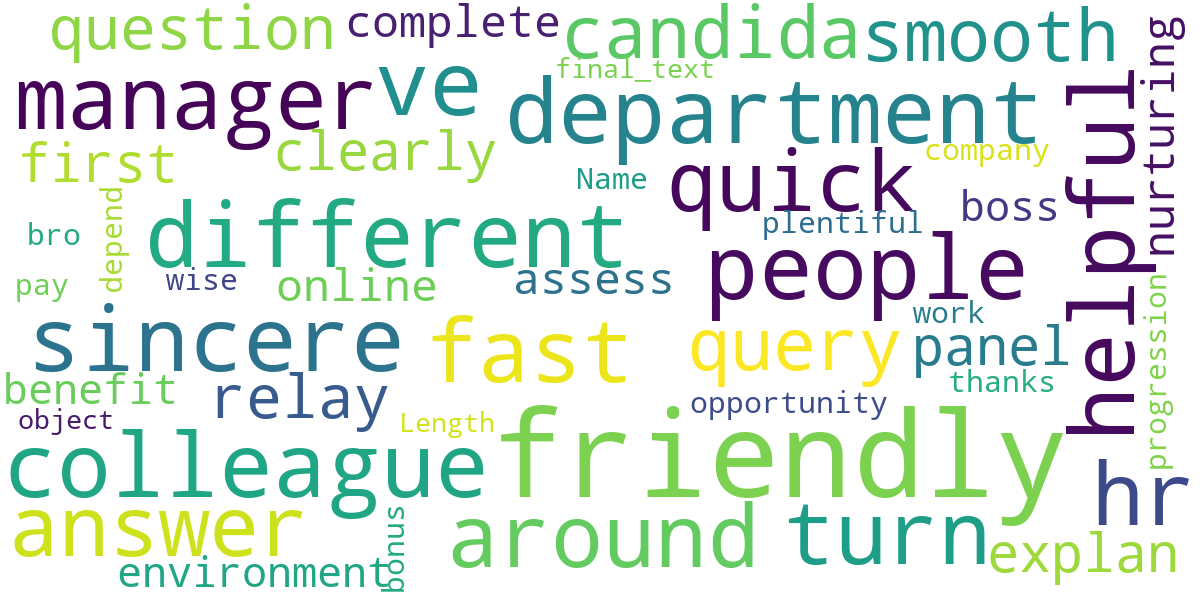 question
complete
candida
smooth
nurturing
final_text
manager
ve
department
helpful
first
clearly
quick
company
Name
boss
plentiful
bro
depend
different
people
pay
wise
online
assess
progression
sincere
fast
query
work
panel
thanks
benefit
relay
opportunity
object
Length
friendly
colleague
hr
answer
bonus
around
turn
explan
environment